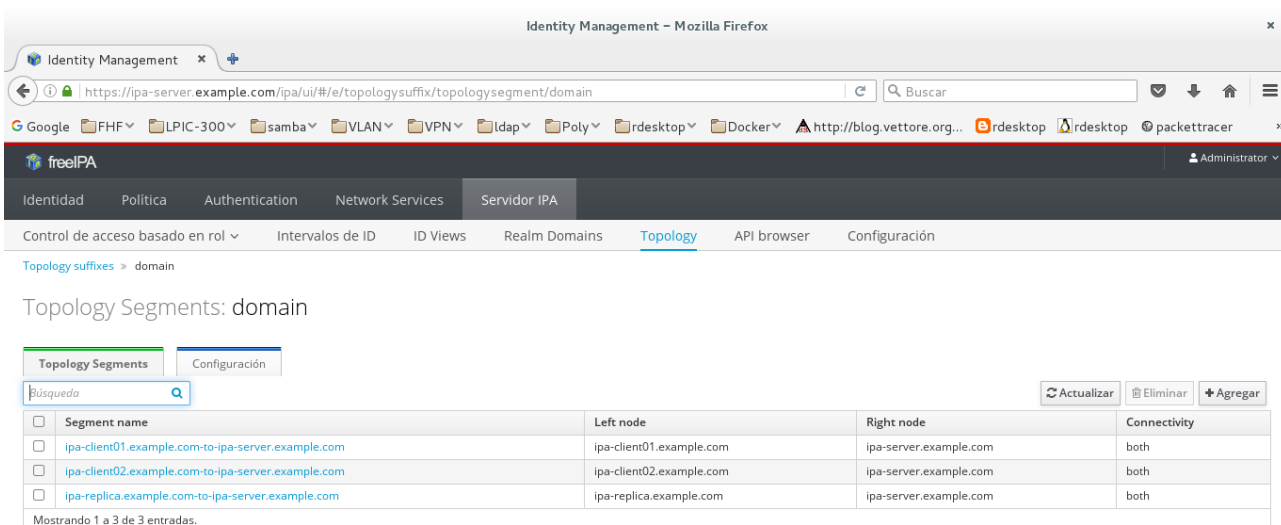 Identity Management – Mozilla Firefox
Identity Management
https://ipa-server.example.com/ipa/ui/#/e/topologysuffix/topologysegment/domain
Buscar
Google FHF LPIC-300 samba VLAN VPN ldap Poly rdesktop Docker http://blog.vettore.org... rdesktop rdesktop packettracer
freeIPA
Administrator
Identidad Política Authentication Network Services Servidor IPA
Control de acceso basado en rol Intervalos de ID ID Views Realm Domains Topology API browser Configuración
Topology suffixes » domain
Topology Segments: domain
Topology Segments Configuración
Búsqueda Actualizar Eliminar Agregar
Segment name Left node Right node Connectivity
ipa-client01.example.com-to-ipa-server.example.com ipa-client01.example.com ipa-server.example.com both
ipa-client02.example.com-to-ipa-server.example.com ipa-client02.example.com ipa-server.example.com both
ipa-replica.example.com-to-ipa-server.example.com ipa-replica.example.com ipa-server.example.com both
Mostrando 1 a 3 de 3 entradas.